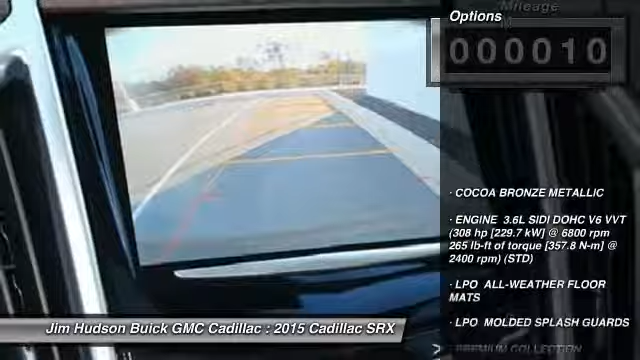 Mileage
Options
000010
· COCOA BRONZE METALLIC
· ENGINE 3.6L SIDI DOHC V6 VVT
(308 hp [229.7 kW] @ 6800 rpm
265 lb-ft of torque [357.8 N-m] @
2400 rpm) (STD)
· LPO ALL-WEATHER FLOOR
MATS
· LPO MOLDED SPLASH GUARDS
· PREMIUM COLLECTION
Jim Hudson Buick GMC Cadillac : 2015 Cadillac SRX